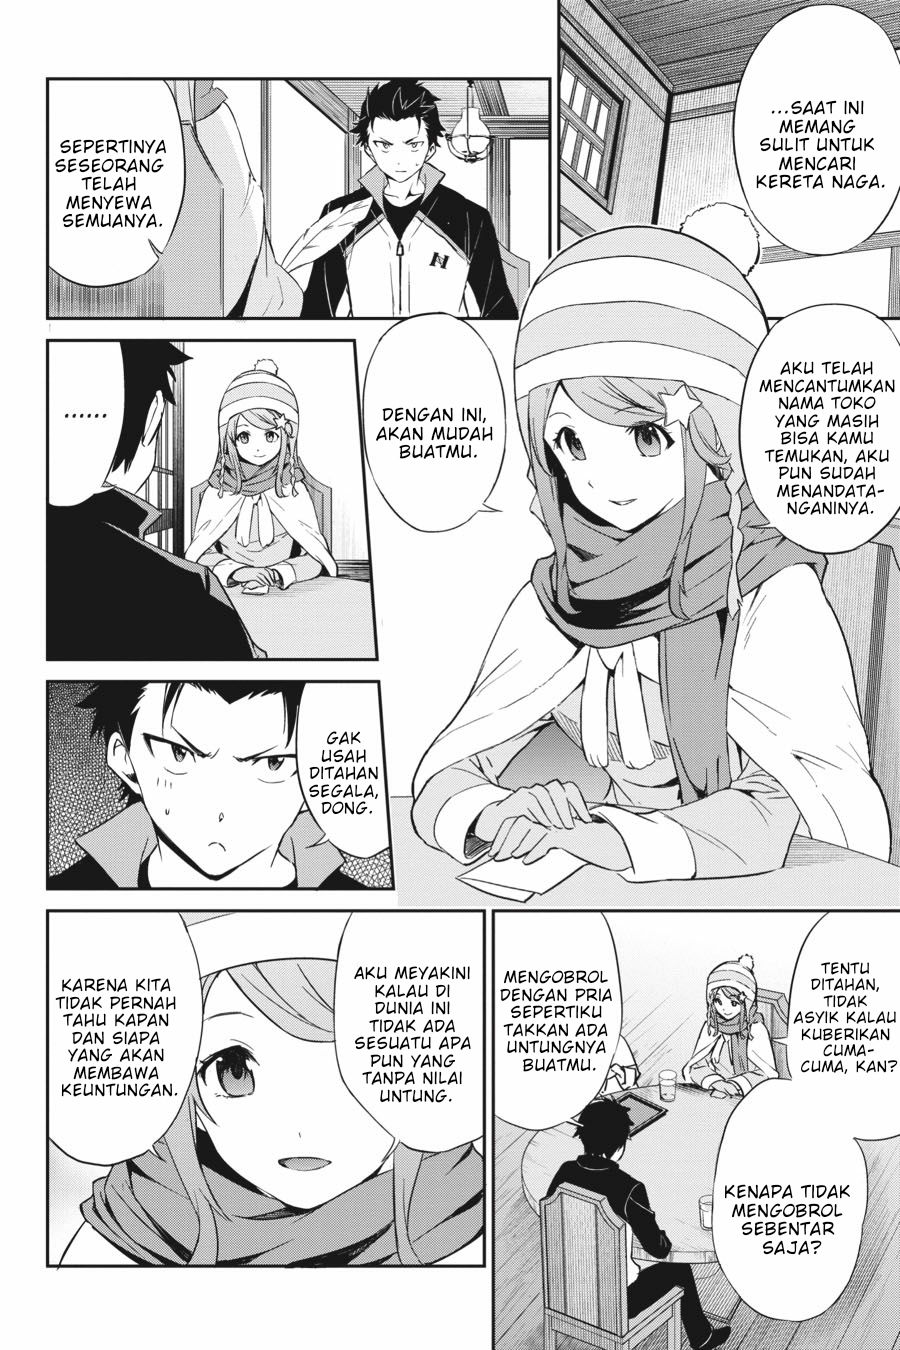 ...SAAT INI
MEMANG
SULIT UNTUK
MENCARI
KERETA NAGA.
SEPERTINYA
SESEORANG
TELAH
MENYEWA
SEMUANYA.
AKU TELAH
MENCANTUMKAN
NAMA TOKO
YANG MASIH
BISA KAMU
TEMUKAN, AKU
PUN SUDAH
MENANDATA-
NGANINYA.
DENGAN INI,
AKAN MUDAH
BUATMU.
......
GAK
USAH
DITAHAN
SEGALA,
DONG.
TENTU
DITAHAN,
TIDAK
ASYIK KALAU
KUBERIKAN
CUMA-
CUMA, KAN?
KENAPA TIDAK
MENGOBROL
SEBENTAR
SAJA?
MENGOBROL
DENGAN PRIA
SEPERTIKU
TAKKAN ADA
UNTUNGNYA
BUATMU.
AKU MEYAKINI
KALAU DI
DUNIA INI
TIDAK ADA
SESUATU APA
PUN YANG
TANPA NILAI
UNTUNG.
KARENA KITA
TIDAK PERNAH
TAHU KAPAN
DAN SIAPA
YANG AKAN
MEMBAWA
KEUNTUNGAN.